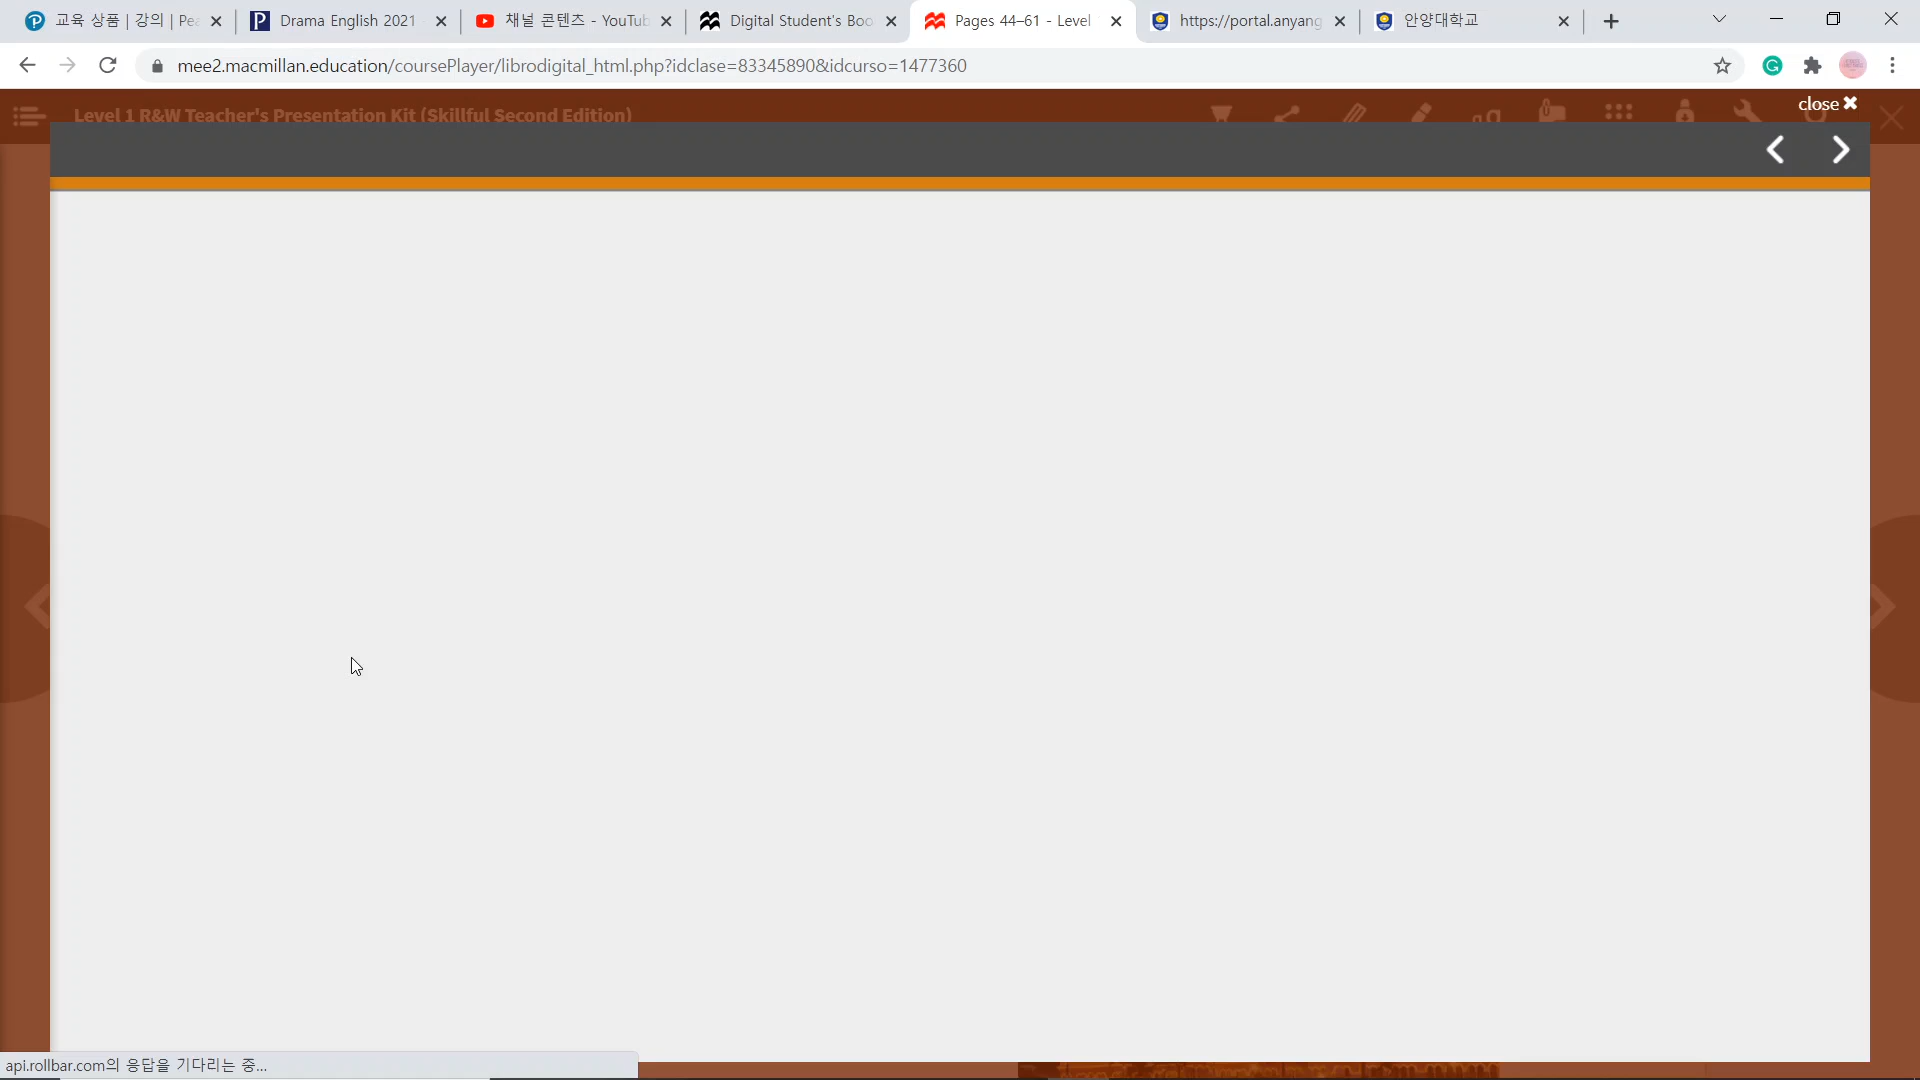 교육 상품 | 강의 | Pea
Drama English 2021
채널 콘텐츠 - YouTub
Digital Student's Boo
Pages 44–61 - Level
https://portal.anyang
안양대학교
mee2.macmillan.education/coursePlayer/librodigital_html.php?idclase=83345890&idcurso=1477360
Level 1 R&W Teacher's Presentation Kit (Skillful Second Edition)
close
api.rollbar.com의 응답을 기다리는 중...